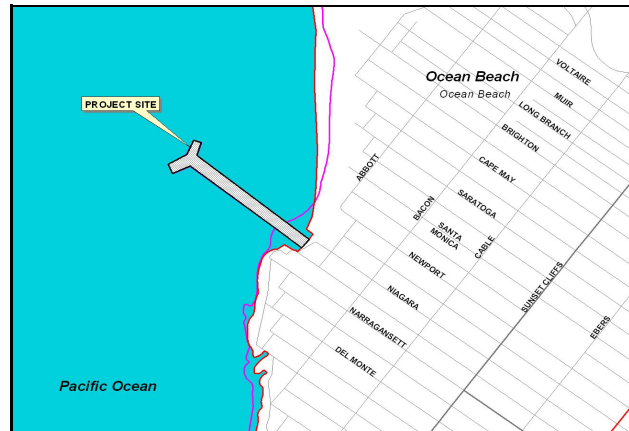 Ocean Beach
Ocean Beach
VOLTAIRE
MUIR
LONG BRANCH
BRIGHTON
PROJECT SITE
ABBOTT
CAPE MAY
SARATOGA
BACON
SANTA
MONICA
CABLE
NEWPORT
SUNSET CLIFFS
NIAGARA
EBERS
NARRAGANSETT
DEL MONTE
Pacific Ocean